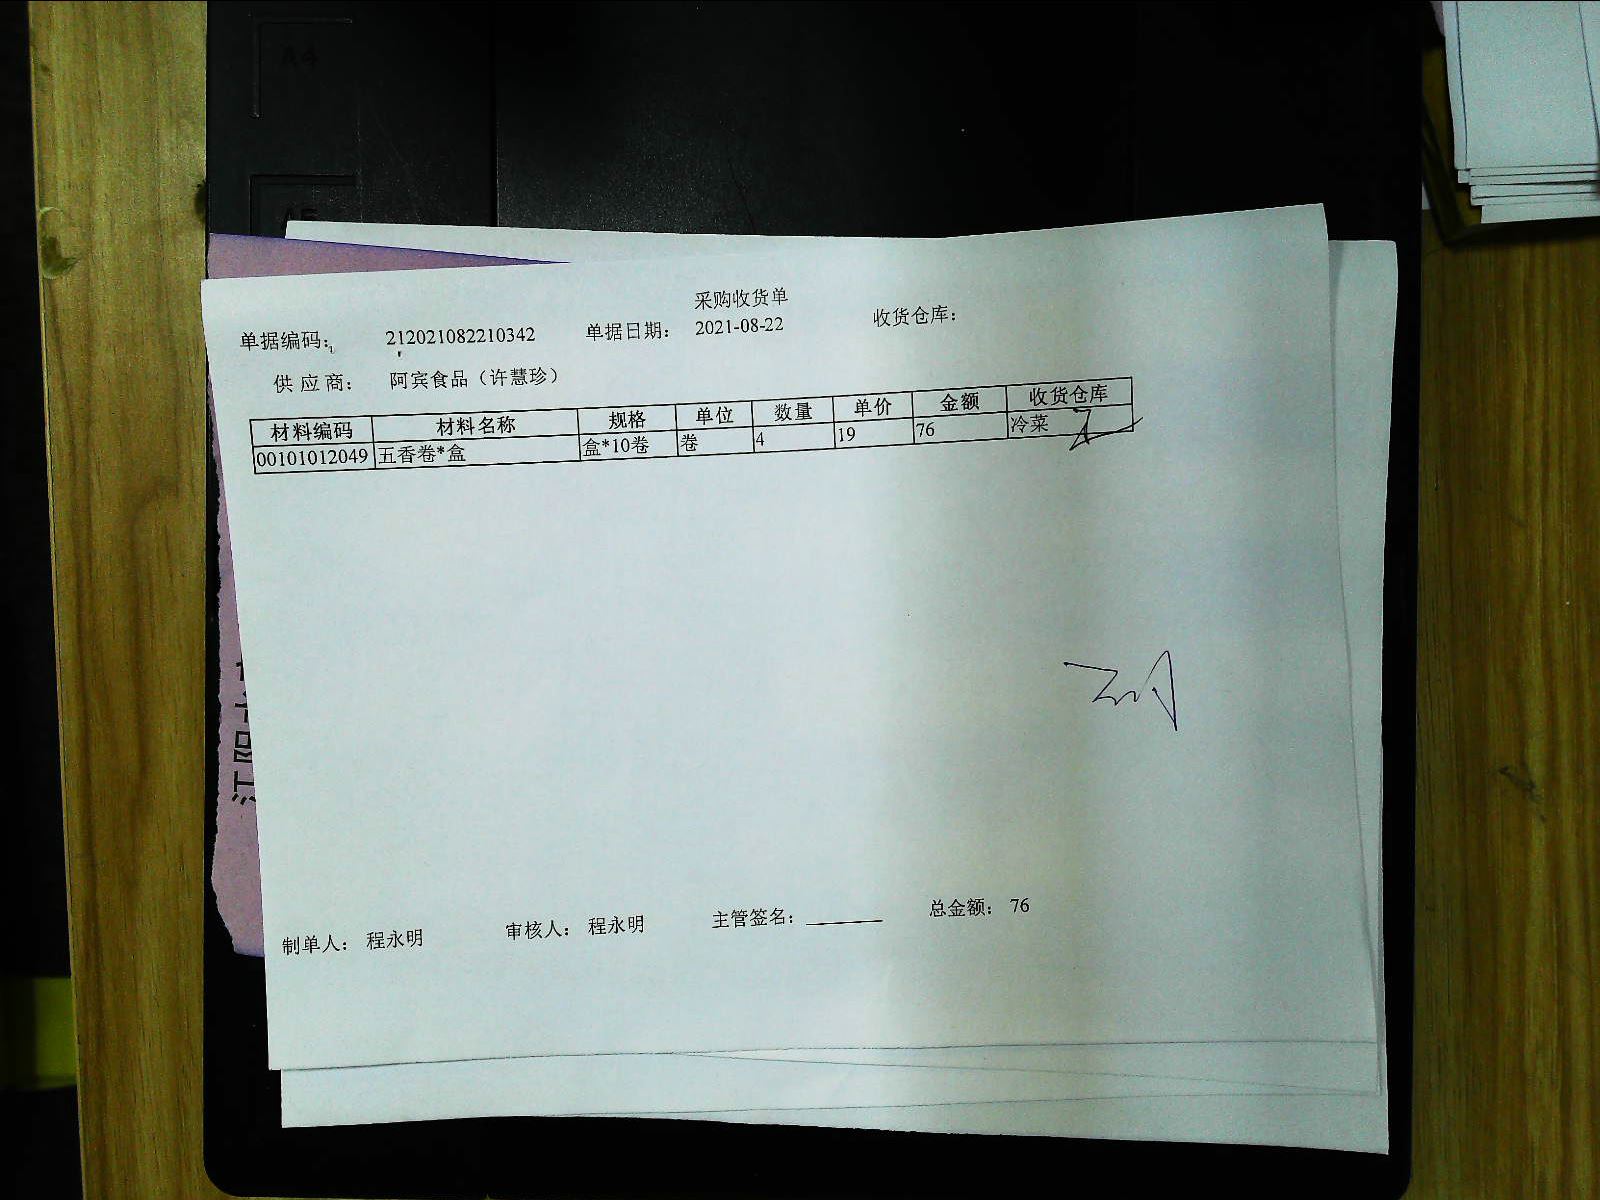 采购收货单
单据编码： 212021082210342 单据日期： 2021-08-22 收货仓库：
供应商： 阿宾食品（许慧珍）
材料编码 材料名称 规格 单位 数量 单价 金额 收货仓库
00101012049 五香卷*盒 盒*10卷 卷 4 19 76 冷菜
制单人： 程永明 审核人： 程永明 主管签名： 总金额： 76
A4